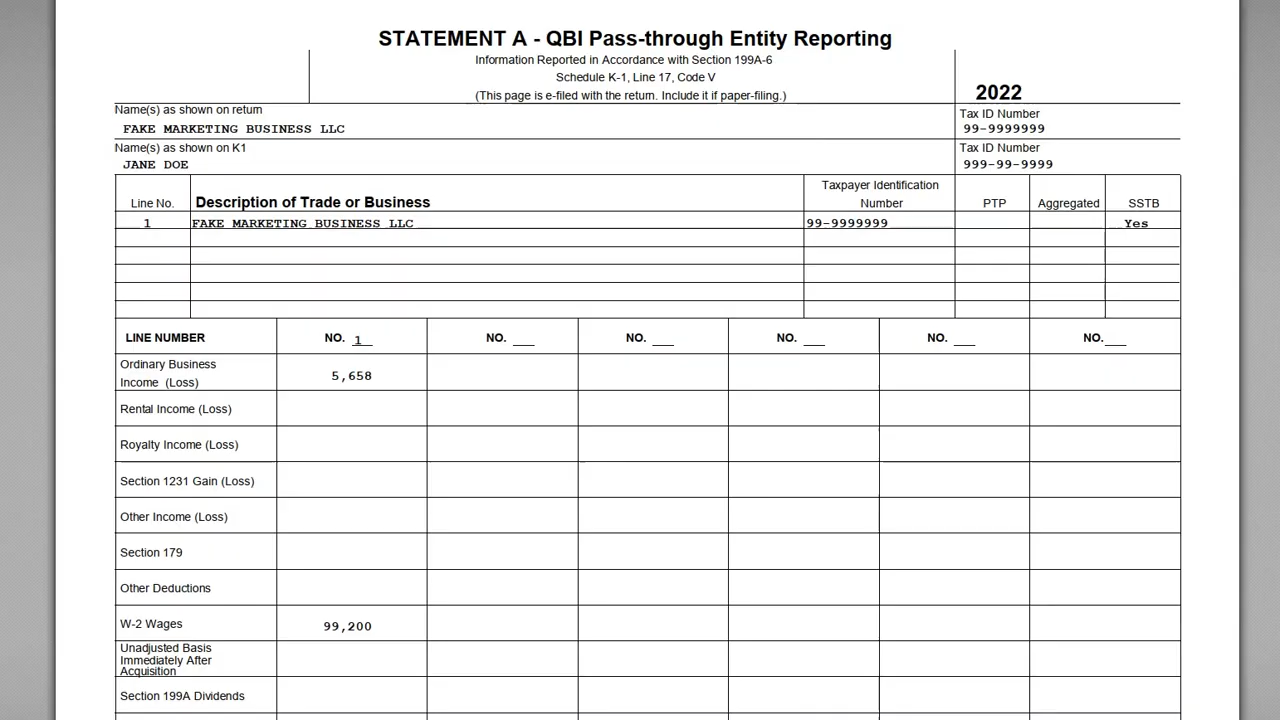 STATEMENT A - QBI Pass-through Entity Reporting
Information Reported in Accordance with Section 199A-6
Schedule K-1, Line 17, Code V
(This page is e-filed with the return. Include it if paper-filing.)
2022
Name(s) as shown on return
Tax ID Number
FAKE MARKETING BUSINESS LLC
99-9999999
Name(s) as shown on K1
Tax ID Number
JANE DOE
999-99-9999
Line No. Description of Trade or Business Taxpayer Identification Number PTP Aggregated SSTB
1 FAKE MARKETING BUSINESS LLC 99-9999999 Yes
LINE NUMBER NO. 1 NO. NO. NO. NO. NO.
Ordinary Business
Income (Loss) 5,658
Rental Income (Loss)
Royalty Income (Loss)
Section 1231 Gain (Loss)
Other Income (Loss)
Section 179
Other Deductions
W-2 Wages 99,200
Unadjusted Basis
Immediately After
Acquisition
Section 199A Dividends